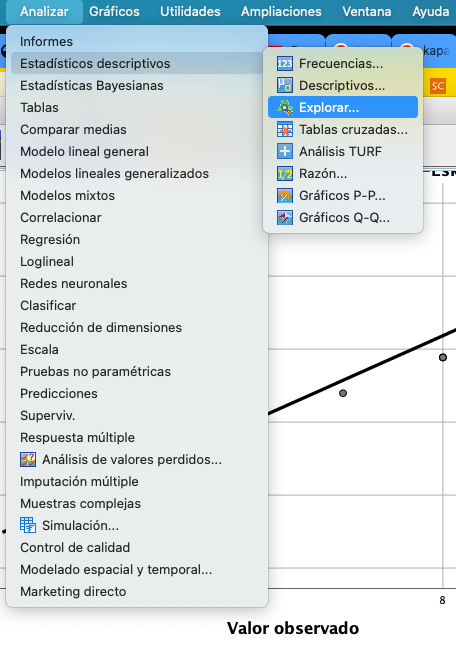 Analizar Gráficos Utilidades Ampliaciones Ventana Ayuda
Informes
Estadísticos descriptivos
Estadísticas Bayesianas
Tablas
Comparar medias
Modelo lineal general
Modelos lineales generalizados
Modelos mixtos
Correlacionar
Regresión
Loglineal
Redes neuronales
Clasificar
Reducción de dimensiones
Escala
Pruebas no paramétricas
Predicciones
Superviv.
Respuesta múltiple
Análisis de valores perdidos...
Imputación múltiple
Muestras complejas
Simulación...
Control de calidad
Modelado espacial y temporal...
Marketing directo
Frecuencias...
Descriptivos...
Explorar...
Tablas cruzadas...
Análisis TURF
Razón...
Gráficos P-P...
Gráficos Q-Q...
kapa
SC
8
Valor observado